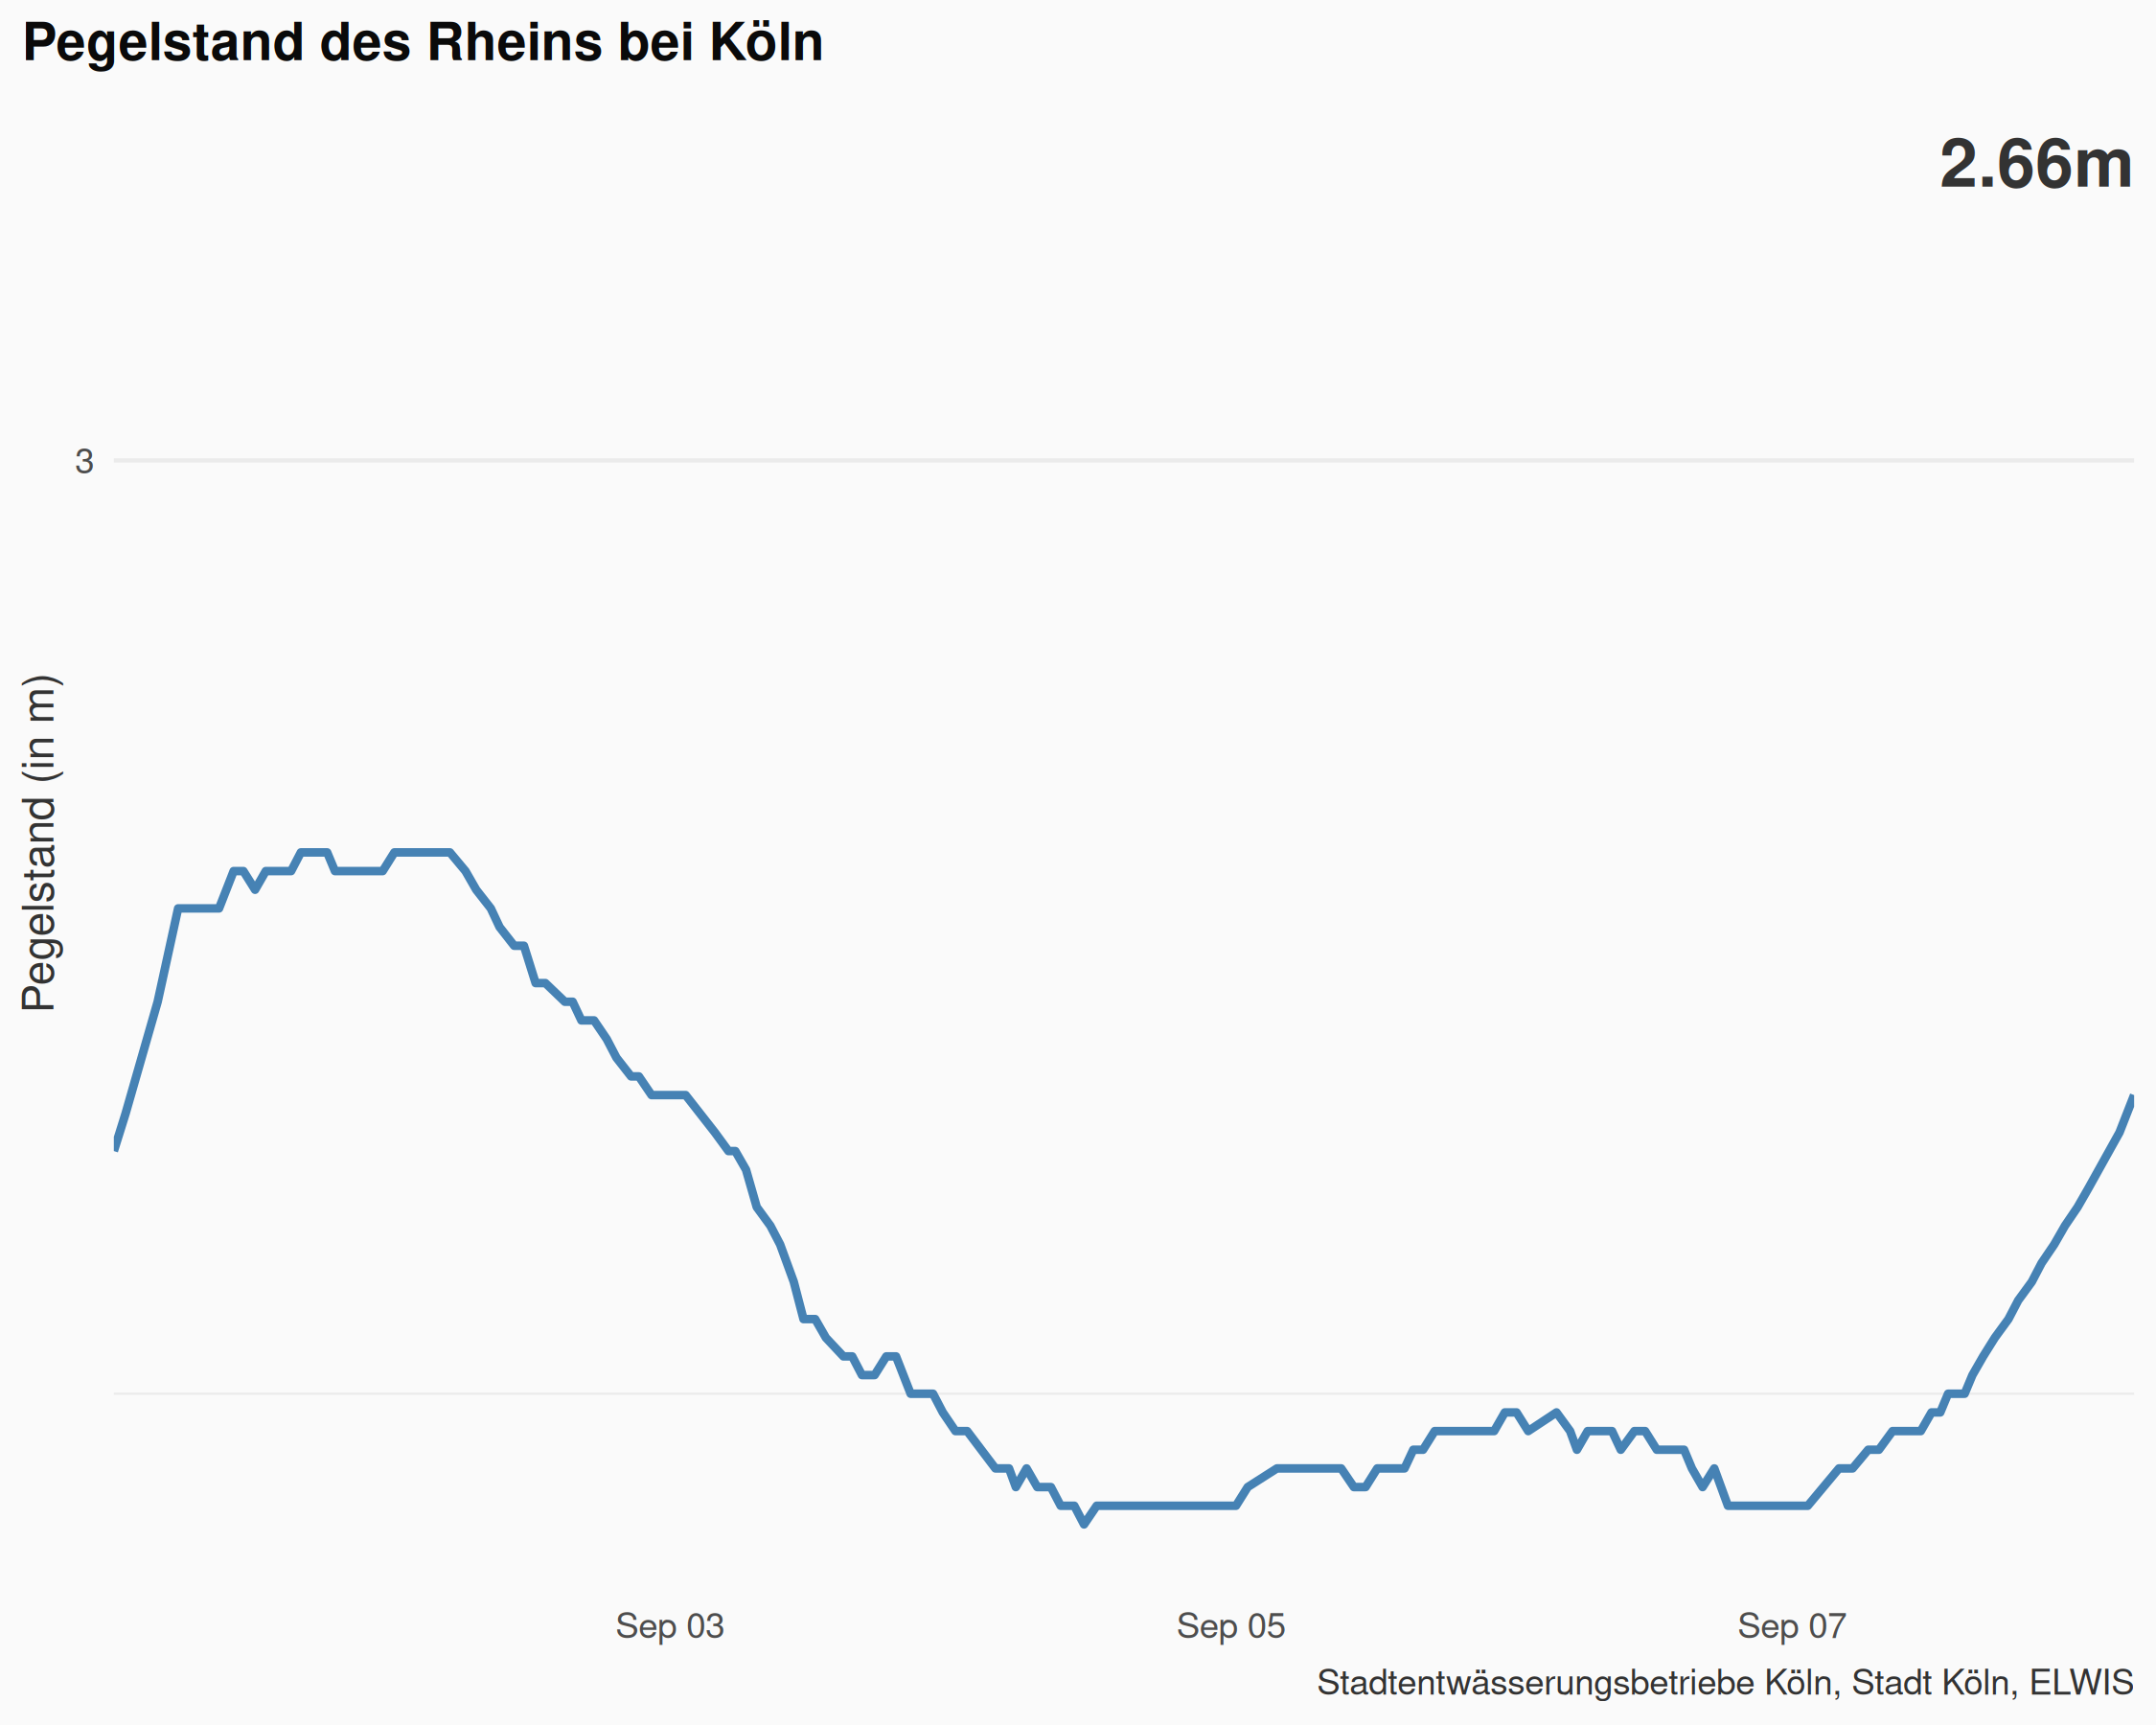 Pegelstand des Rheins bei Köln
2.66m
3
Pegelstand (in m)
Sep 03 Sep 05 Sep 07
Stadtentwässerungsbetriebe Köln, Stadt Köln, ELWIS